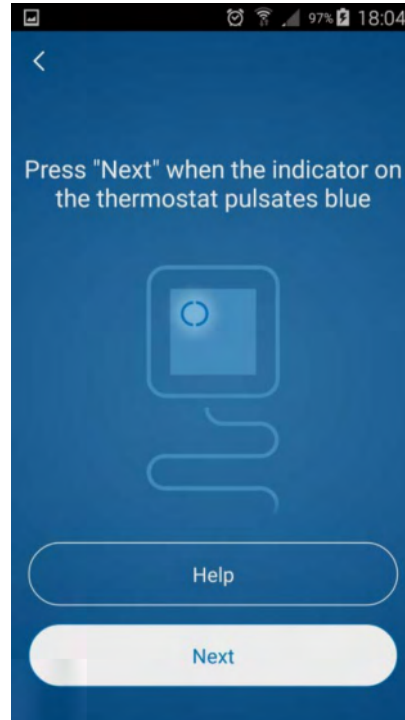 97% 18:04
Press "Next" when the indicator on
the thermostat pulsates blue
Help
Next